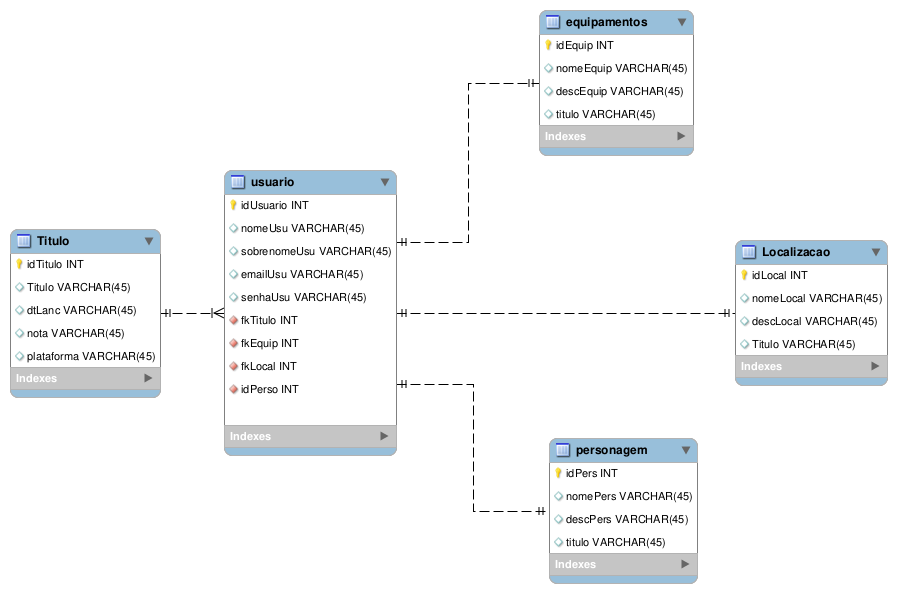 equipamentos
idEquip INT
nomeEquip VARCHAR(45)
descEquip VARCHAR(45)
titulo VARCHAR(45)
Indexes
usuario
idUsuario INT
nomeUsu VARCHAR(45)
sobrenomeUsu VARCHAR(45)
emailUsu VARCHAR(45)
senhaUsu VARCHAR(45)
fkTitulo INT
fkEquip INT
fkLocal INT
idPerso INT
Indexes
Titulo
idTitulo INT
Titulo VARCHAR(45)
dtLanc VARCHAR(45)
nota VARCHAR(45)
plataforma VARCHAR(45)
Indexes
Localizacao
idLocal INT
nomeLocal VARCHAR(45)
descLocal VARCHAR(45)
Titulo VARCHAR(45)
Indexes
personagem
idPers INT
nomePers VARCHAR(45)
descPers VARCHAR(45)
titulo VARCHAR(45)
Indexes